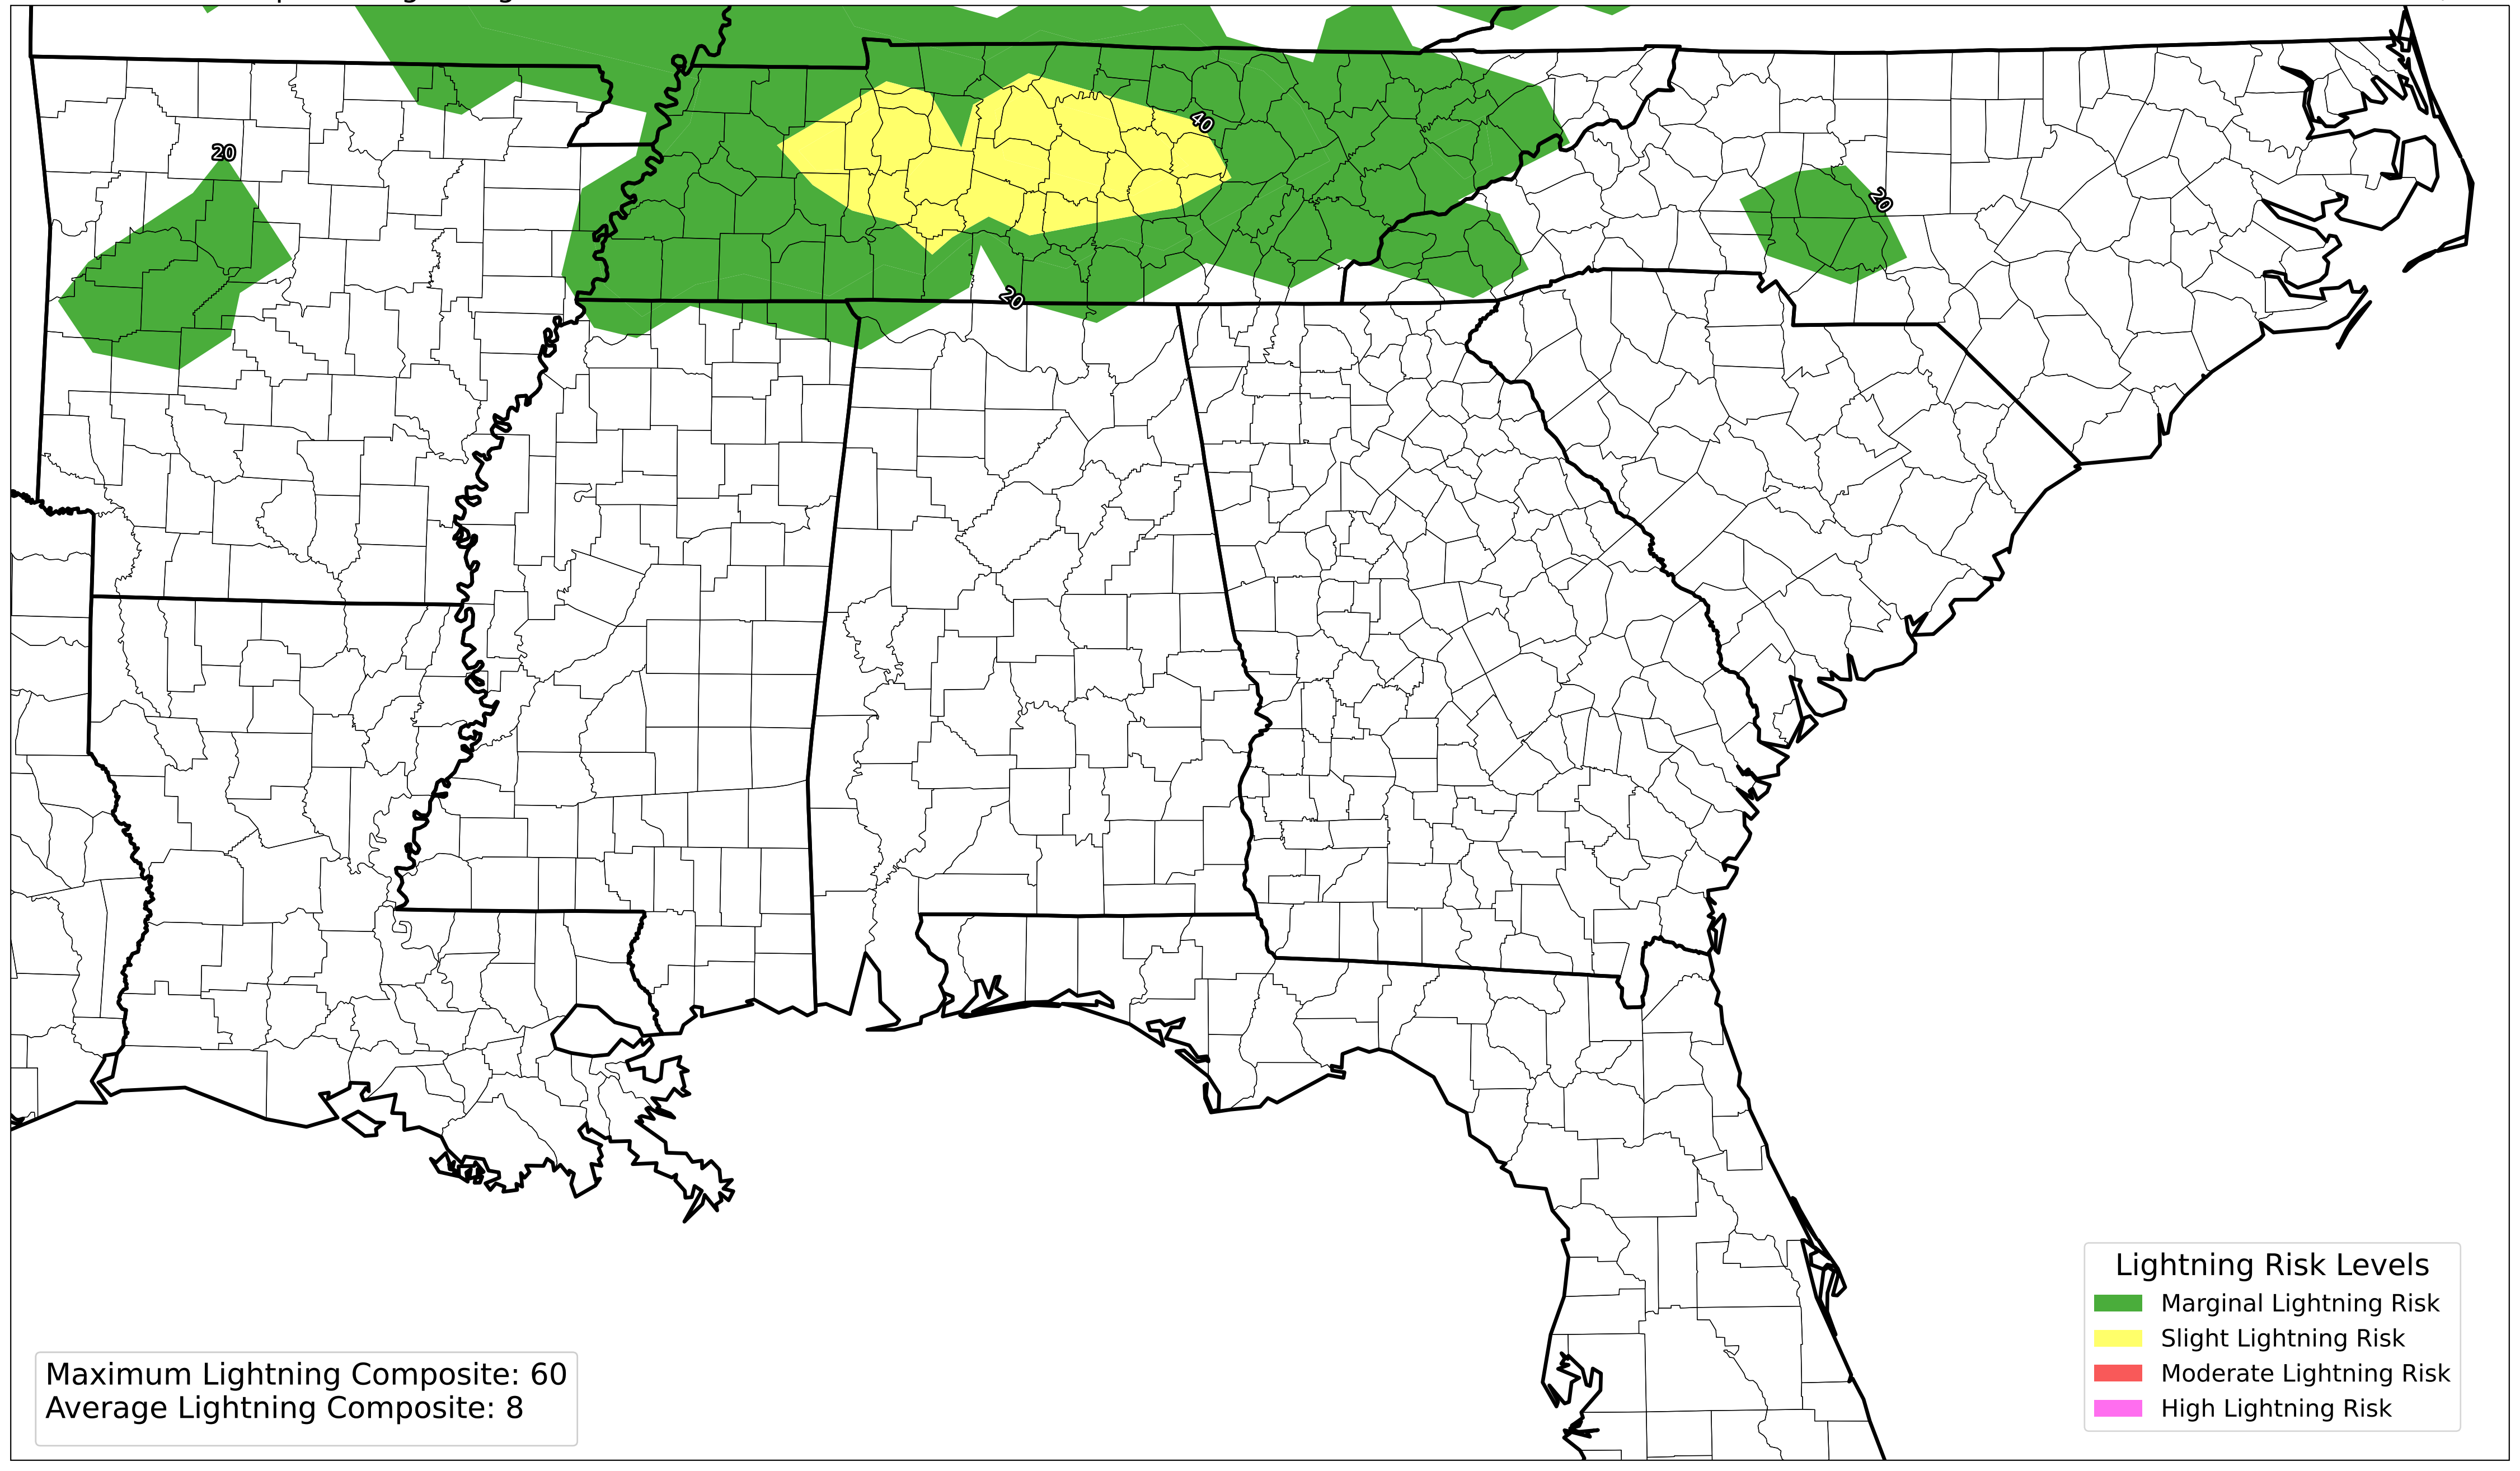 40
20
20
20
Lightning Risk Levels
Marginal Lightning Risk
Slight Lightning Risk
Moderate Lightning Risk
High Lightning Risk
Maximum Lightning Composite: 60
Average Lightning Composite: 8